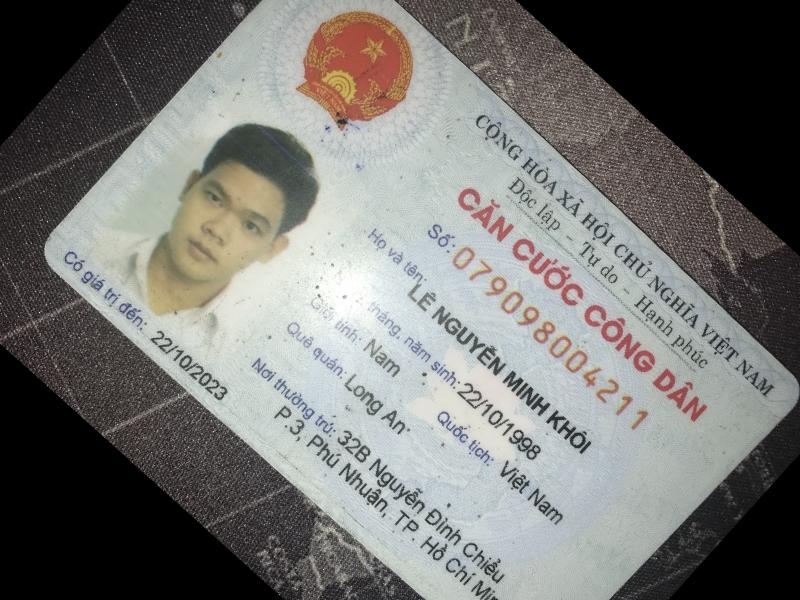 CỘNG HÒA XÃ HỘI CHỦ NGHĨA VIỆT NAM
Độc lập - Tự do - Hạnh phúc
CĂN CƯỚC CÔNG DÂN
Số: 079098004211
Họ và tên:
LÊ NGUYỄN MINH KHÔI
tháng, năm sinh: 22/10/1998
Giới tính: Nam Quốc tịch: Việt Nam
Quê quán: Long An
Nơi thường trú: 32B Nguyễn Đình Chiểu
P.3, Phú Nhuận, TP. Hồ Chí
Có giá trị đến: 22/10/2023